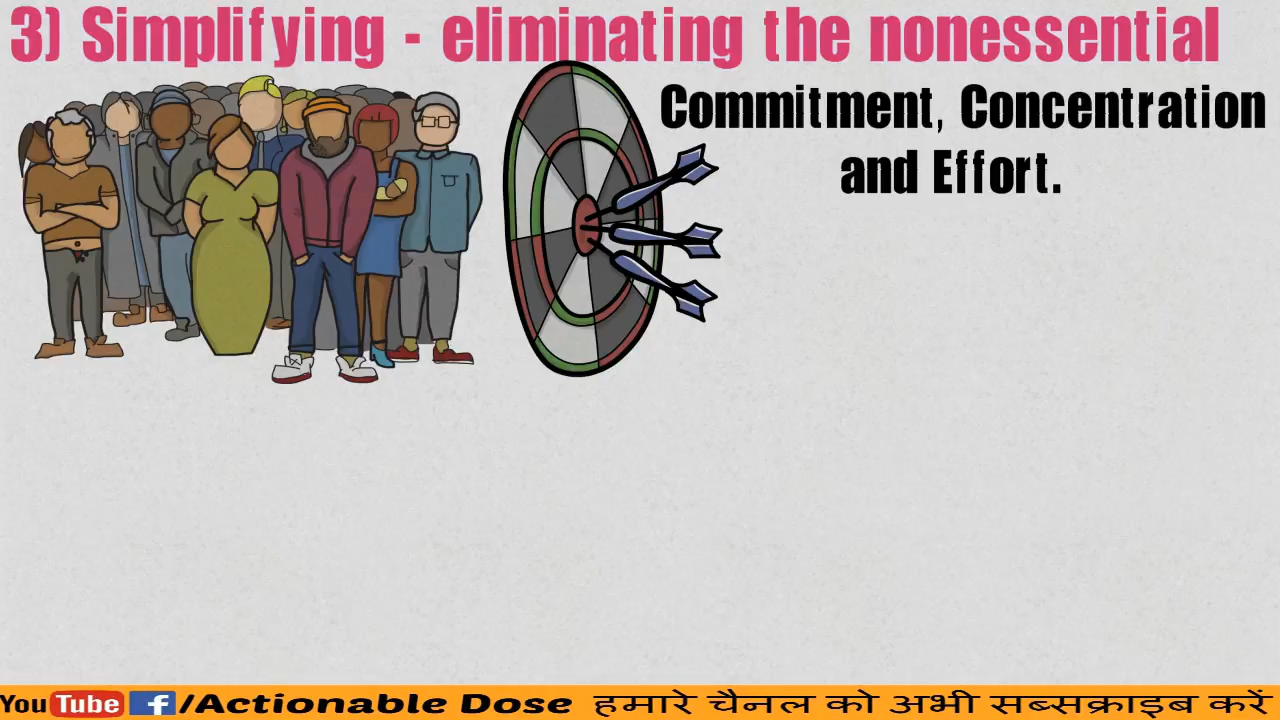 3) Simplifying - eliminating the nonessential
Commitment, Concentration
and Effort.
YouTube f/Actionable Dose हमारे चैनल को अभी सब्सक्राइब करें